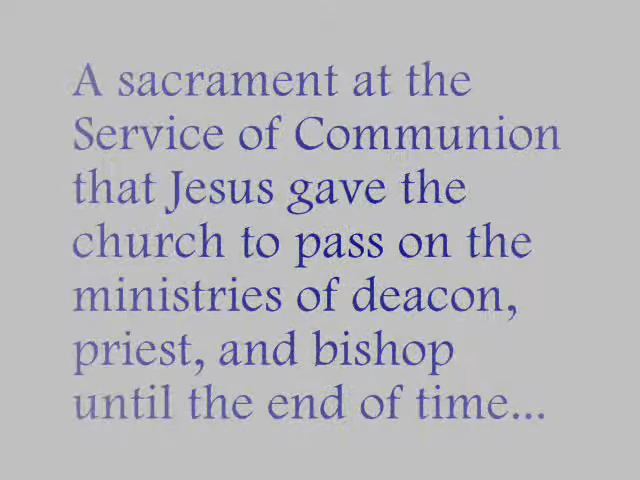 A sacrament at the
Service of Communion
that Jesus gave the
church to pass on the
ministries of deacon,
priest, and bishop
until the end of time...